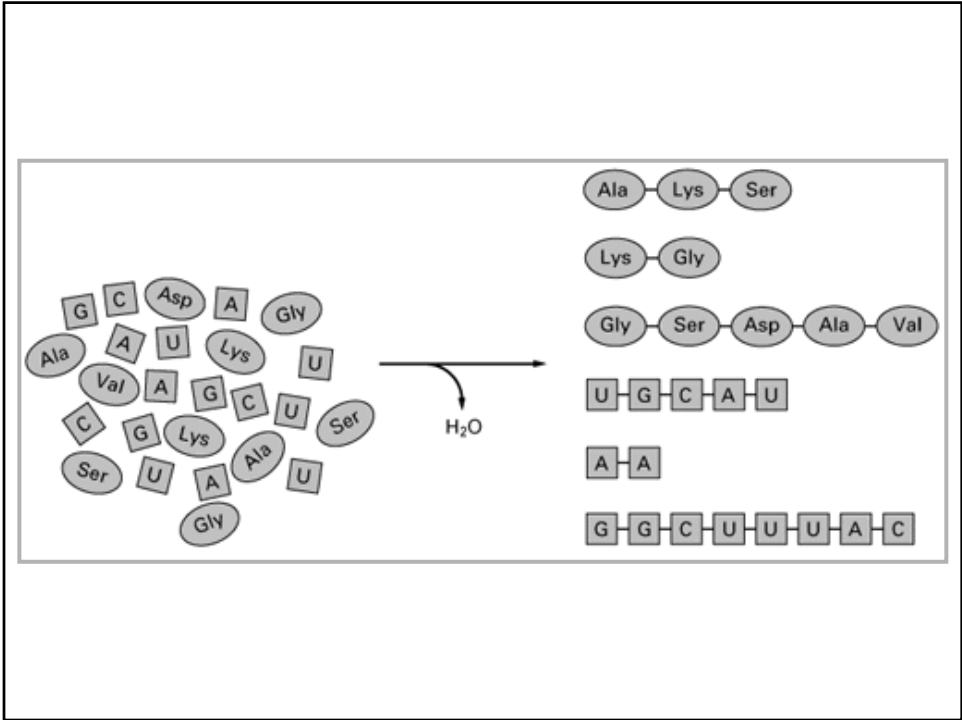 G C Asp A Gly
Ala A U Lys U
Val A G C U Ser
C G Lys Ala
Ser U A U
Gly
H₂O
Ala Lys Ser
Lys Gly
Gly Ser Asp Ala Val
U G C A U
A A
G G C U U U A C